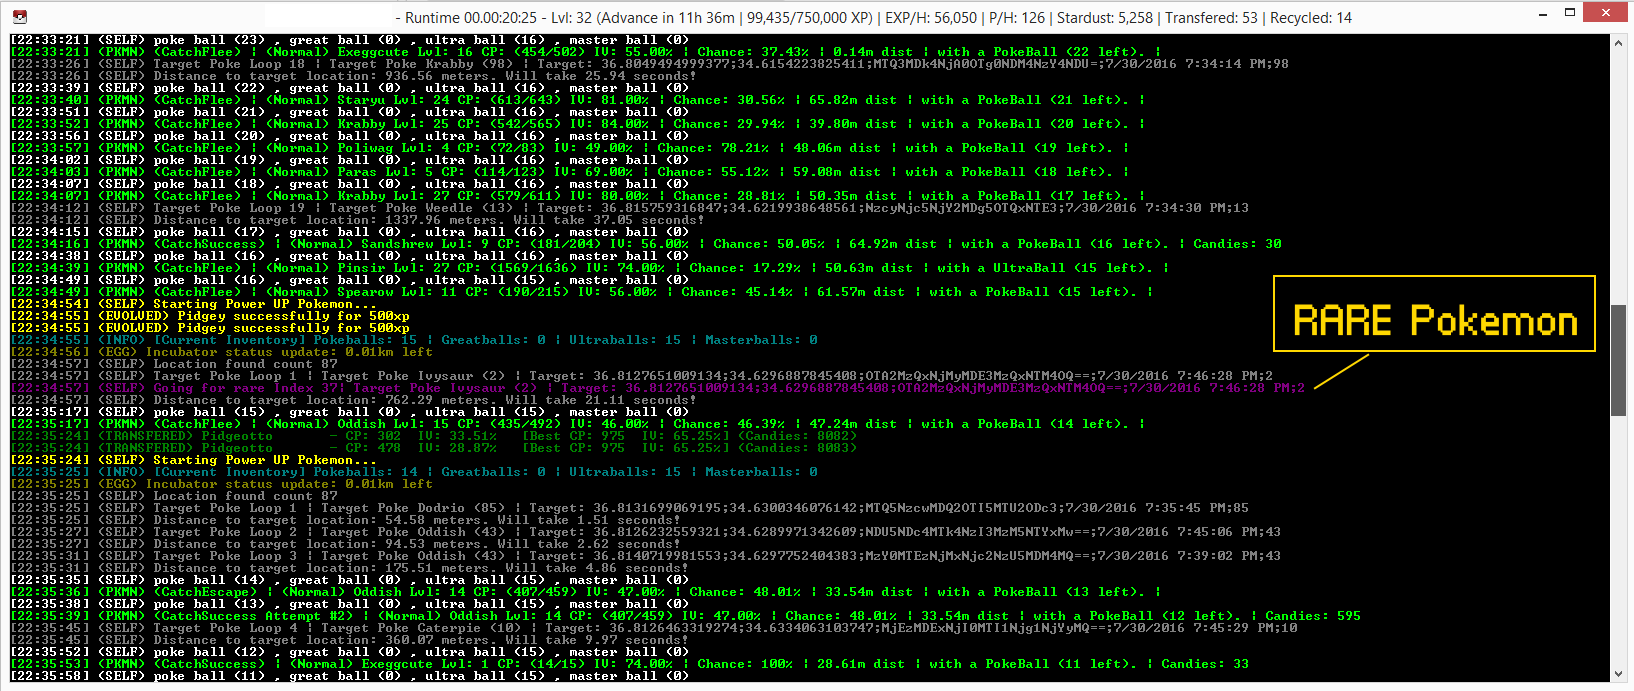 - Runtime 00.00:20:25 - Lvl: 32 (Advance in 11h 36m | 99,435/750,000 XP) | EXP/H: 56,050 | P/H: 126 | Stardust: 5,258 | Transfered: 53 | Recycled: 14
[22:33:21] (SELF) poke ball (23) , great ball (0) , ultra ball (16) , master ball (0)
[22:33:21] (PKMN) (CatchFlee) | (Normal) Exeggcute Lvl: 16 CP: (454/502) IV: 55.00% | Chance: 37.43% | 0.14m dist | with a PokeBall (22 left). |
[22:33:26] (SELF) Target Poke Loop 18 | Target Poke Krabby (98) | Target: 36.8049494999377;34.6154223825411;MTQ3MDk4NjA0OTg0NDM4NzY4NDU=;7/30/2016 7:34:14 PM;98
[22:33:26] (SELF) Distance to target location: 936.56 meters. Will take 25.94 seconds!
[22:33:39] (SELF) poke ball (22) , great ball (0) , ultra ball (16) , master ball (0)
[22:33:40] (PKMN) (CatchFlee) | (Normal) Staryu Lvl: 24 CP: (613/643) IV: 81.00% | Chance: 30.56% | 65.82m dist | with a PokeBall (21 left). |
[22:33:51] (SELF) poke ball (21) , great ball (0) , ultra ball (16) , master ball (0)
[22:33:52] (PKMN) (CatchFlee) | (Normal) Krabby Lvl: 25 CP: (542/565) IV: 84.00% | Chance: 29.94% | 39.80m dist | with a PokeBall (20 left). |
[22:33:56] (SELF) poke ball (20) , great ball (0) , ultra ball (16) , master ball (0)
[22:33:57] (PKMN) (CatchFlee) | (Normal) Poliwag Lvl: 4 CP: (72/83) IV: 49.00% | Chance: 78.21% | 48.06m dist | with a PokeBall (19 left). |
[22:34:02] (SELF) poke ball (19) , great ball (0) , ultra ball (16) , master ball (0)
[22:34:03] (PKMN) (CatchFlee) | (Normal) Paras Lvl: 5 CP: (114/123) IV: 69.00% | Chance: 55.12% | 59.08m dist | with a PokeBall (18 left). |
[22:34:07] (SELF) poke ball (18) , great ball (0) , ultra ball (16) , master ball (0)
[22:34:07] (PKMN) (CatchFlee) | (Normal) Krabby Lvl: 27 CP: (579/611) IV: 80.00% | Chance: 28.81% | 50.35m dist | with a PokeBall (17 left). |
[22:34:12] (SELF) Target Poke Loop 19 | Target Poke Weedle (13) | Target: 36.815759316847;34.6219938648561;NzcyNjc5NjY2MDg5OTQxNTE3;7/30/2016 7:34:30 PM;13
[22:34:12] (SELF) Distance to target location: 1337.96 meters. Will take 37.05 seconds!
[22:34:15] (SELF) poke ball (17) , great ball (0) , ultra ball (16) , master ball (0)
[22:34:16] (PKMN) (CatchSuccess) | (Normal) Sandshrew Lvl: 9 CP: (181/204) IV: 56.00% | Chance: 50.05% | 64.92m dist | with a PokeBall (16 left). | Candies: 30
[22:34:38] (SELF) poke ball (16) , great ball (0) , ultra ball (16) , master ball (0)
[22:34:39] (PKMN) (CatchFlee) | (Normal) Pinsir Lvl: 27 CP: (1569/1636) IV: 74.00% | Chance: 17.29% | 50.63m dist | with a UltraBall (15 left). |
[22:34:49] (SELF) poke ball (16) , great ball (0) , ultra ball (15) , master ball (0)
[22:34:49] (PKMN) (CatchFlee) | (Normal) Spearow Lvl: 11 CP: (190/215) IV: 56.00% | Chance: 45.14% | 61.57m dist | with a PokeBall (15 left). |
[22:34:54] (SELF) Starting Power UP Pokemon...
[22:34:55] (EVOLVED) Pidgey successfully for 500xp
[22:34:55] (EVOLVED) Pidgey successfully for 500xp
[22:34:55] (INFO) [Current Inventory] Pokeballs: 15 | Greatballs: 0 | Ultraballs: 15 | Masterballs: 0
[22:34:56] (EGG) Incubator status update: 0.01km left
[22:34:57] (SELF) Location found count 87
[22:34:57] (SELF) Target Poke Loop 1 | Target Poke Ivysaur (2) | Target: 36.8127651009134;34.6296887845408;OTA2MzQxNjMyMDE3MzQxNTM4OQ==;7/30/2016 7:46:28 PM;2
[22:34:57] (SELF) Going for rare Index 37| Target Poke Ivysaur (2) | Target: 36.8127651009134;34.6296887845408;OTA2MzQxNjMyMDE3MzQxNTM4OQ==;7/30/2016 7:46:28 PM;2
RARE Pokemon
[22:34:57] (SELF) Distance to target location: 762.29 meters. Will take 21.11 seconds!
[22:35:17] (SELF) poke ball (15) , great ball (0) , ultra ball (15) , master ball (0)
[22:35:17] (PKMN) (CatchFlee) | (Normal) Oddish Lvl: 15 CP: (435/492) IV: 46.00% | Chance: 46.39% | 47.24m dist | with a PokeBall (14 left). |
[22:35:24] (TRANSFERED) Pidgeotto - CP: 302 IV: 33.51% [Best CP: 975 IV: 65.25%] (Candies: 8082)
[22:35:24] (TRANSFERED) Pidgeotto - CP: 478 IV: 28.87% [Best CP: 975 IV: 65.25%] (Candies: 8083)
[22:35:24] (SELF) Starting Power UP Pokemon...
[22:35:25] (INFO) [Current Inventory] Pokeballs: 14 | Greatballs: 0 | Ultraballs: 15 | Masterballs: 0
[22:35:25] (EGG) Incubator status update: 0.01km left
[22:35:25] (SELF) Location found count 87
[22:35:25] (SELF) Target Poke Loop 1 | Target Poke Dodrio (85) | Target: 36.8131699069195;34.6300346076142;MTQ5NzcwMDQ2OTI5MTU2ODc3;7/30/2016 7:35:45 PM;85
[22:35:25] (SELF) Distance to target location: 54.58 meters. Will take 1.51 seconds!
[22:35:27] (SELF) Target Poke Loop 2 | Target Poke Oddish (43) | Target: 36.8126232559321;34.6289971342609;NDU5NDc4MTk4NzI3MzM5NTYxMw==;7/30/2016 7:45:06 PM;43
[22:35:27] (SELF) Distance to target location: 94.53 meters. Will take 2.62 seconds!
[22:35:31] (SELF) Target Poke Loop 3 | Target Poke Oddish (43) | Target: 36.8140719981553;34.6297752404383;MzY0MTEzNjMxNjc2NzU5MDM4MQ==;7/30/2016 7:39:02 PM;43
[22:35:31] (SELF) Distance to target location: 175.51 meters. Will take 4.86 seconds!
[22:35:35] (SELF) poke ball (14) , great ball (0) , ultra ball (15) , master ball (0)
[22:35:36] (PKMN) (CatchEscape) | (Normal) Oddish Lvl: 14 CP: (407/459) IV: 47.00% | Chance: 48.01% | 33.54m dist | with a PokeBall (13 left). |
[22:35:38] (SELF) poke ball (13) , great ball (0) , ultra ball (15) , master ball (0)
[22:35:39] (PKMN) (CatchSuccess Attempt #2) | (Normal) Oddish Lvl: 14 CP: (407/459) IV: 47.00% | Chance: 48.01% | 33.54m dist | with a PokeBall (12 left). | Candies: 595
[22:35:45] (SELF) Target Poke Loop 4 | Target Poke Caterpie (10) | Target: 36.8126463319274;34.6334063103747;MjEzMDExNjI0MTI1Njg1NjYyMQ==;7/30/2016 7:45:29 PM;10
[22:35:45] (SELF) Distance to target location: 360.07 meters. Will take 9.97 seconds!
[22:35:52] (SELF) poke ball (12) , great ball (0) , ultra ball (15) , master ball (0)
[22:35:53] (PKMN) (CatchSuccess) | (Normal) Exeggcute Lvl: 1 CP: (14/15) IV: 74.00% | Chance: 100% | 28.61m dist | with a PokeBall (11 left). | Candies: 33
[22:35:58] (SELF) poke ball (11) , great ball (0) , ultra ball (15) , master ball (0)